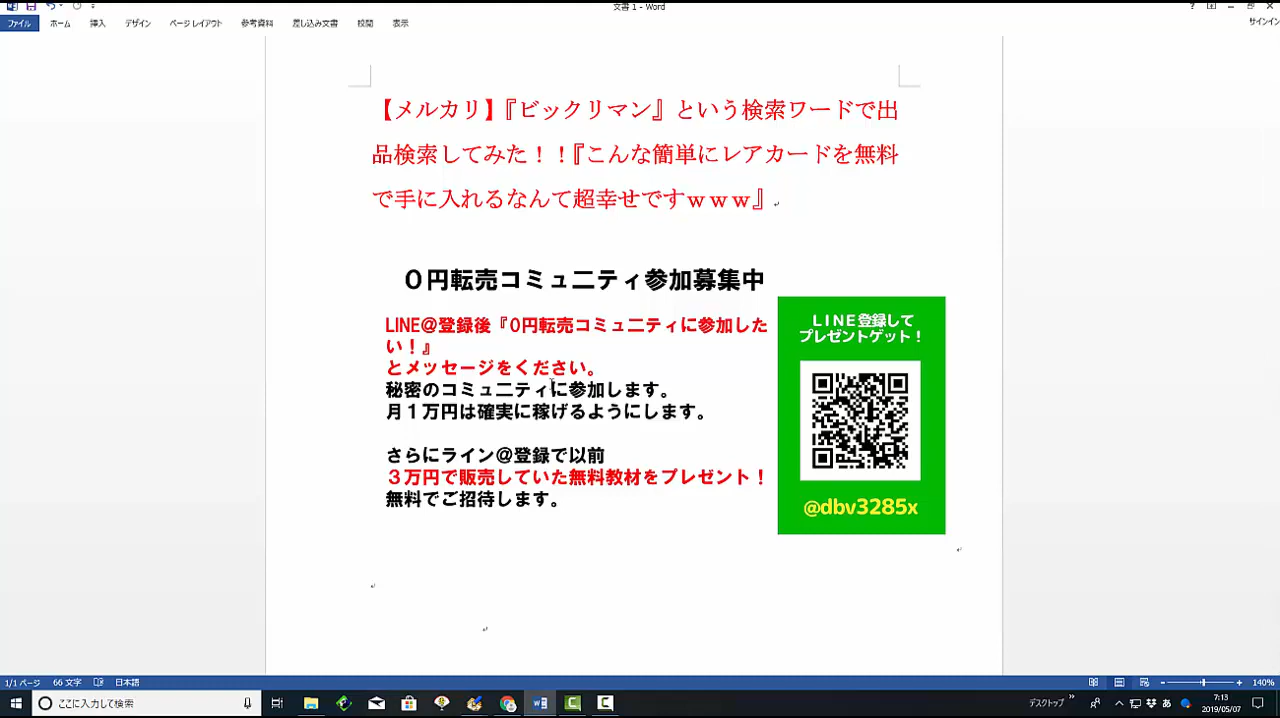 文書 1 - Word
ファイル ホーム 挿入 デザイン ページ レイアウト 参考資料 差し込み文書 校閲 表示 サインイン
【メルカリ】『ビックリマン』という検索ワードで出
品検索してみた！！『こんな簡単にレアカードを無料
で手に入れるなんて超幸せですｗｗｗ』
０円転売コミュニティ参加募集中
LINE@登録後『0円転売コミュニティに参加した
い！』
とメッセージをください。
秘密のコミュニティに参加します。
月１万円は確実に稼げるようにします。
さらにライン＠登録で以前
３万円で販売していた無料教材をプレゼント！
無料でご招待します。
ＬＩＮＥ登録して
プレゼントゲット！
@dbv3285x
1/1 ページ 66 文字 日本語 140%
ここに入力して検索 デスクトップ あ 7:13
2019/05/07